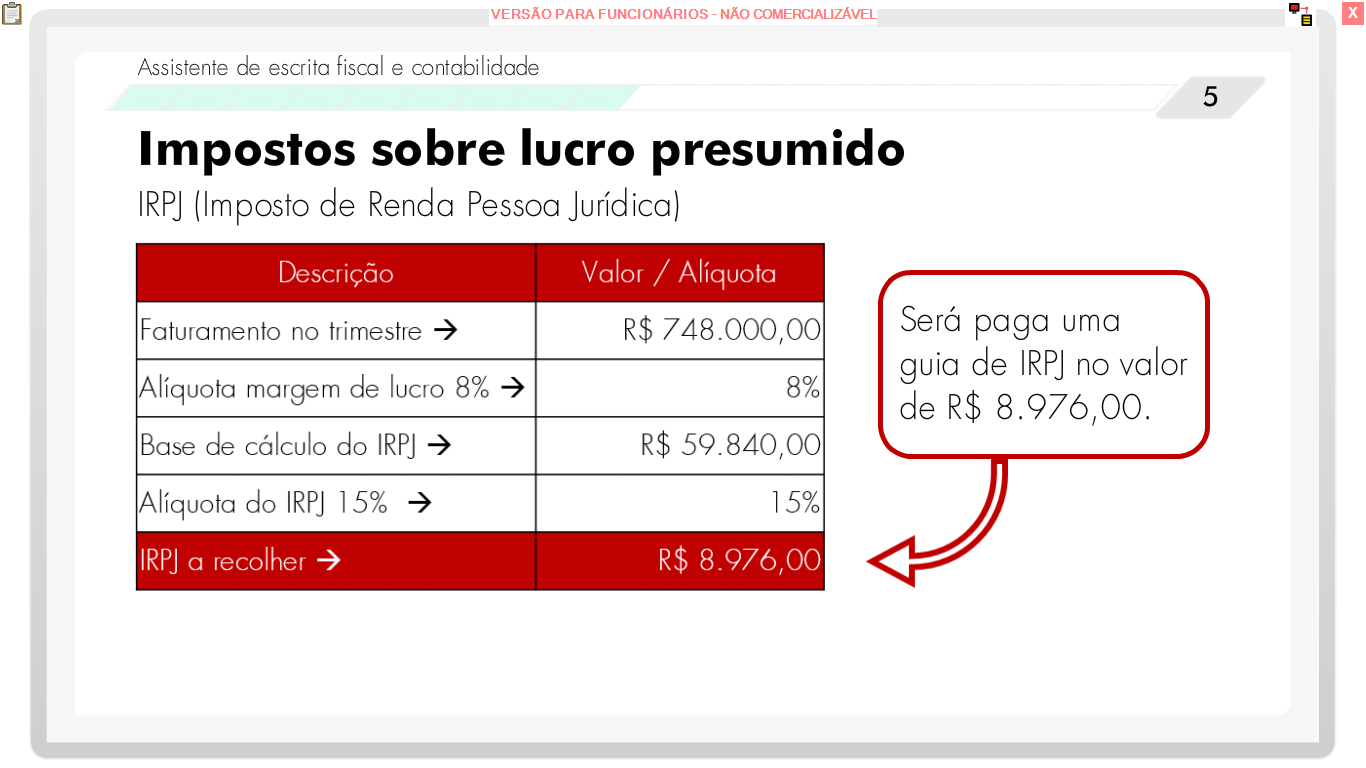 VERSÃO PARA FUNCIONÁRIOS - NÃO COMERCIALIZÁVEL
X
Assistente de escrita fiscal e contabilidade
5
Impostos sobre lucro presumido
IRPJ (Imposto de Renda Pessoa Jurídica)
Descrição Valor / Alíquota
Faturamento no trimestre → R$ 748.000,00
Alíquota margem de lucro 8% → 8%
Base de cálculo do IRPJ → R$ 59.840,00
Alíquota do IRPJ 15% → 15%
IRPJ a recolher → R$ 8.976,00
Será paga uma
guia de IRPJ no valor
de R$ 8.976,00.